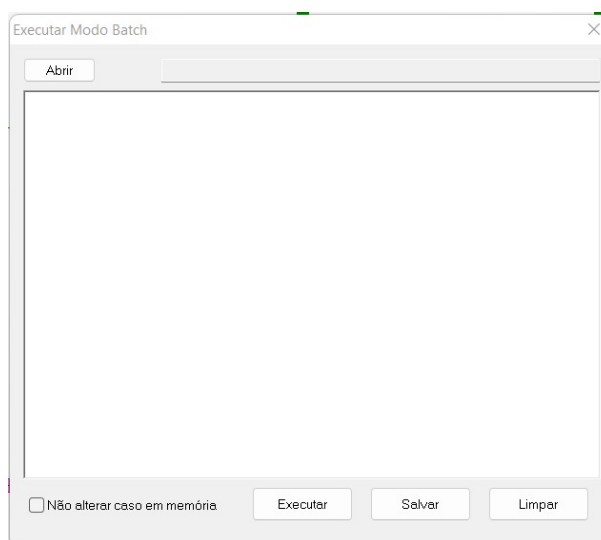 Executar Modo Batch
Abrir
Não alterar caso em memória
Executar
Salvar
Limpar